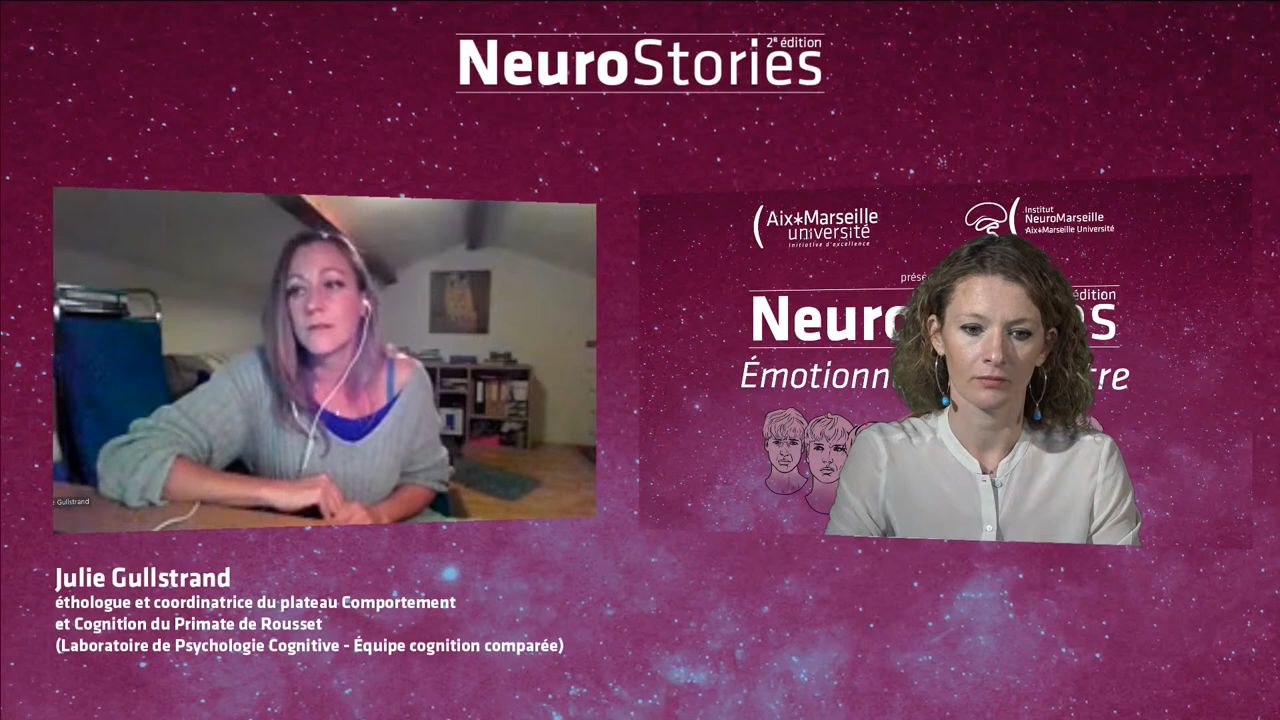 NeuroStories
2e édition
(Aix*Marseille
université
Initiative d'excellence
Institut
NeuroMarseille
Aix*Marseille Université
édition
Gullstrand
Julie Gullstrand
éthologue et coordinatrice du plateau Comportement
et Cognition du Primate de Rousset
(Laboratoire de Psychologie Cognitive - Équipe cognition comparée)